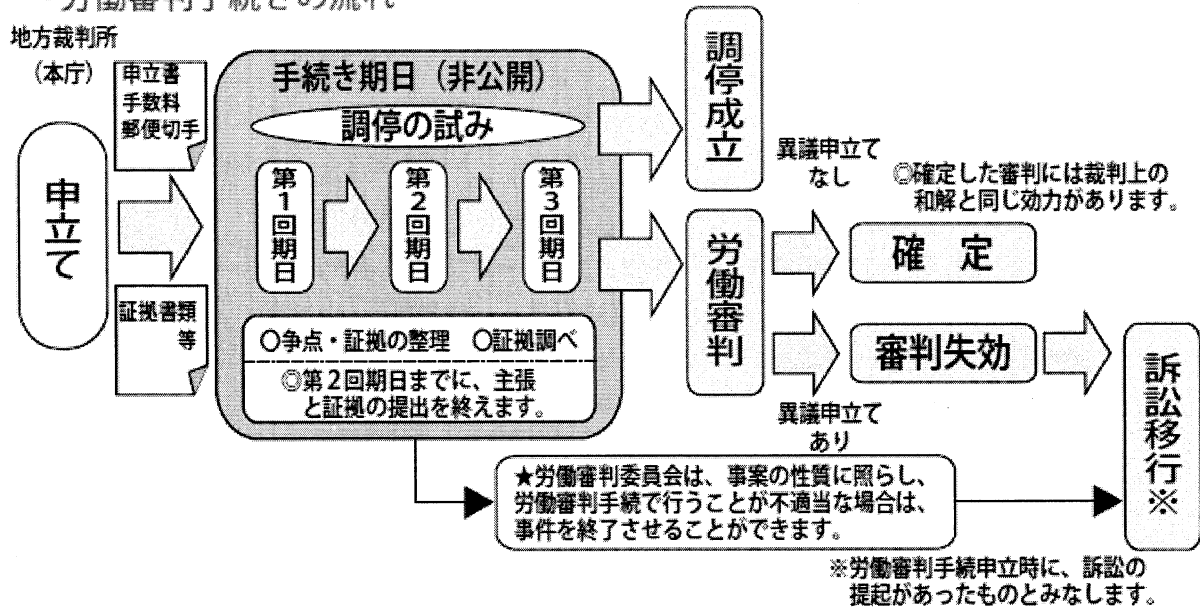 労働審判手続きの流れ
地方裁判所
(本庁)
申立書
手数料
郵便切手
申立て
証拠書類
等
手続き期日(非公開)
調停の試み
第1回期日
第2回期日
第3回期日
○争点・証拠の整理 ○証拠調べ
◎第2回期日までに、主張
と証拠の提出を終えます。
調停成立
労働審判
異議申立て
なし
◎確定した審判には裁判上の
和解と同じ効力があります。
確 定
審判失効
異議申立て
あり
訴訟移行※
★労働審判委員会は、事案の性質に照らし、
労働審判手続で行うことが不適当な場合は、
事件を終了させることができます。
※労働審判手続申立時に、訴訟の
提起があったものとみなします。